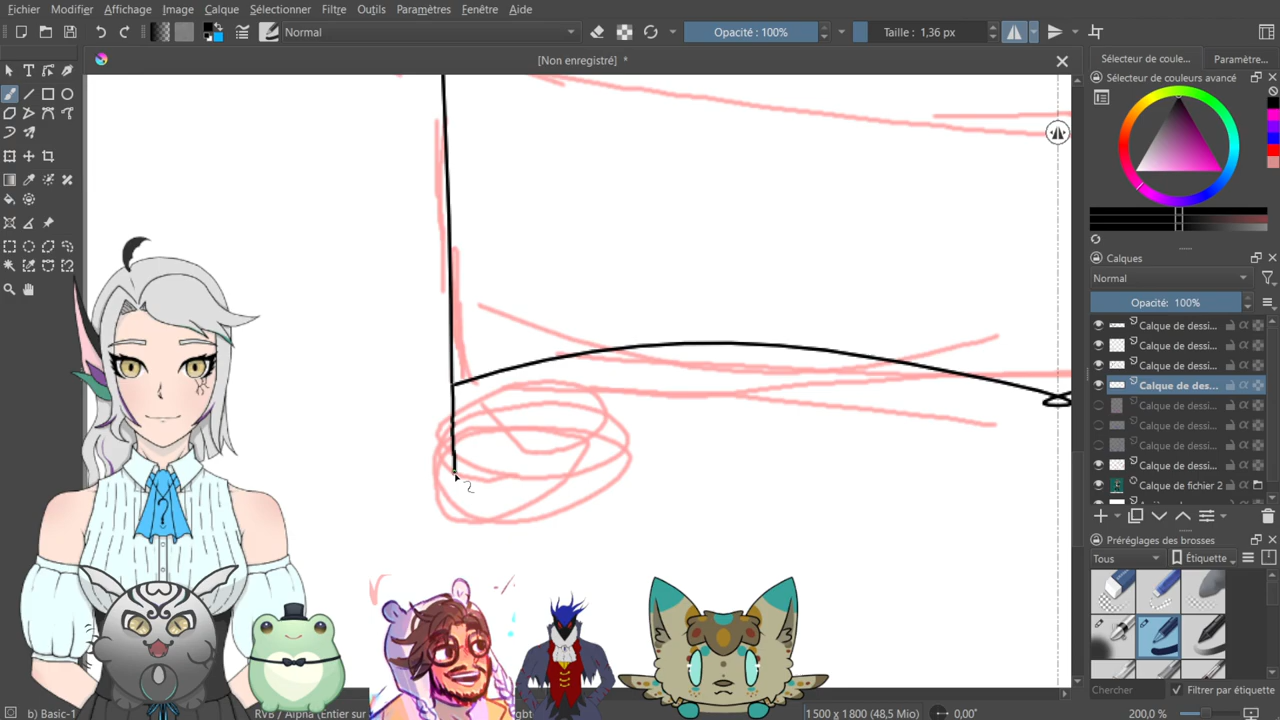 Fichier Modifier Affichage Image Calque Sélectionner Filtre Outils Paramètres Fenêtre Aide
Normal Opacité : 100% Taille : 1,36 px
[Non enregistré] *
Sélecteur de coule... Paramètre...
Sélecteur de couleurs avancé
Calques
Normal
Opacité: 100%
Calque de dessi...
Calque de dessi...
Calque de dessi...
Calque de des...
Calque de dessi...
Calque de dessi...
Calque de dessi...
Calque de dessi...
Calque de fichier 2
Préréglages des brosses
Tous Étiquette
Chercher Filtrer par étiquette
b) Basic-1 RVB / Alpha (Entier sur gbt 1 500 x 1 800 (48,5 Mio) 0,00° 200,0 %